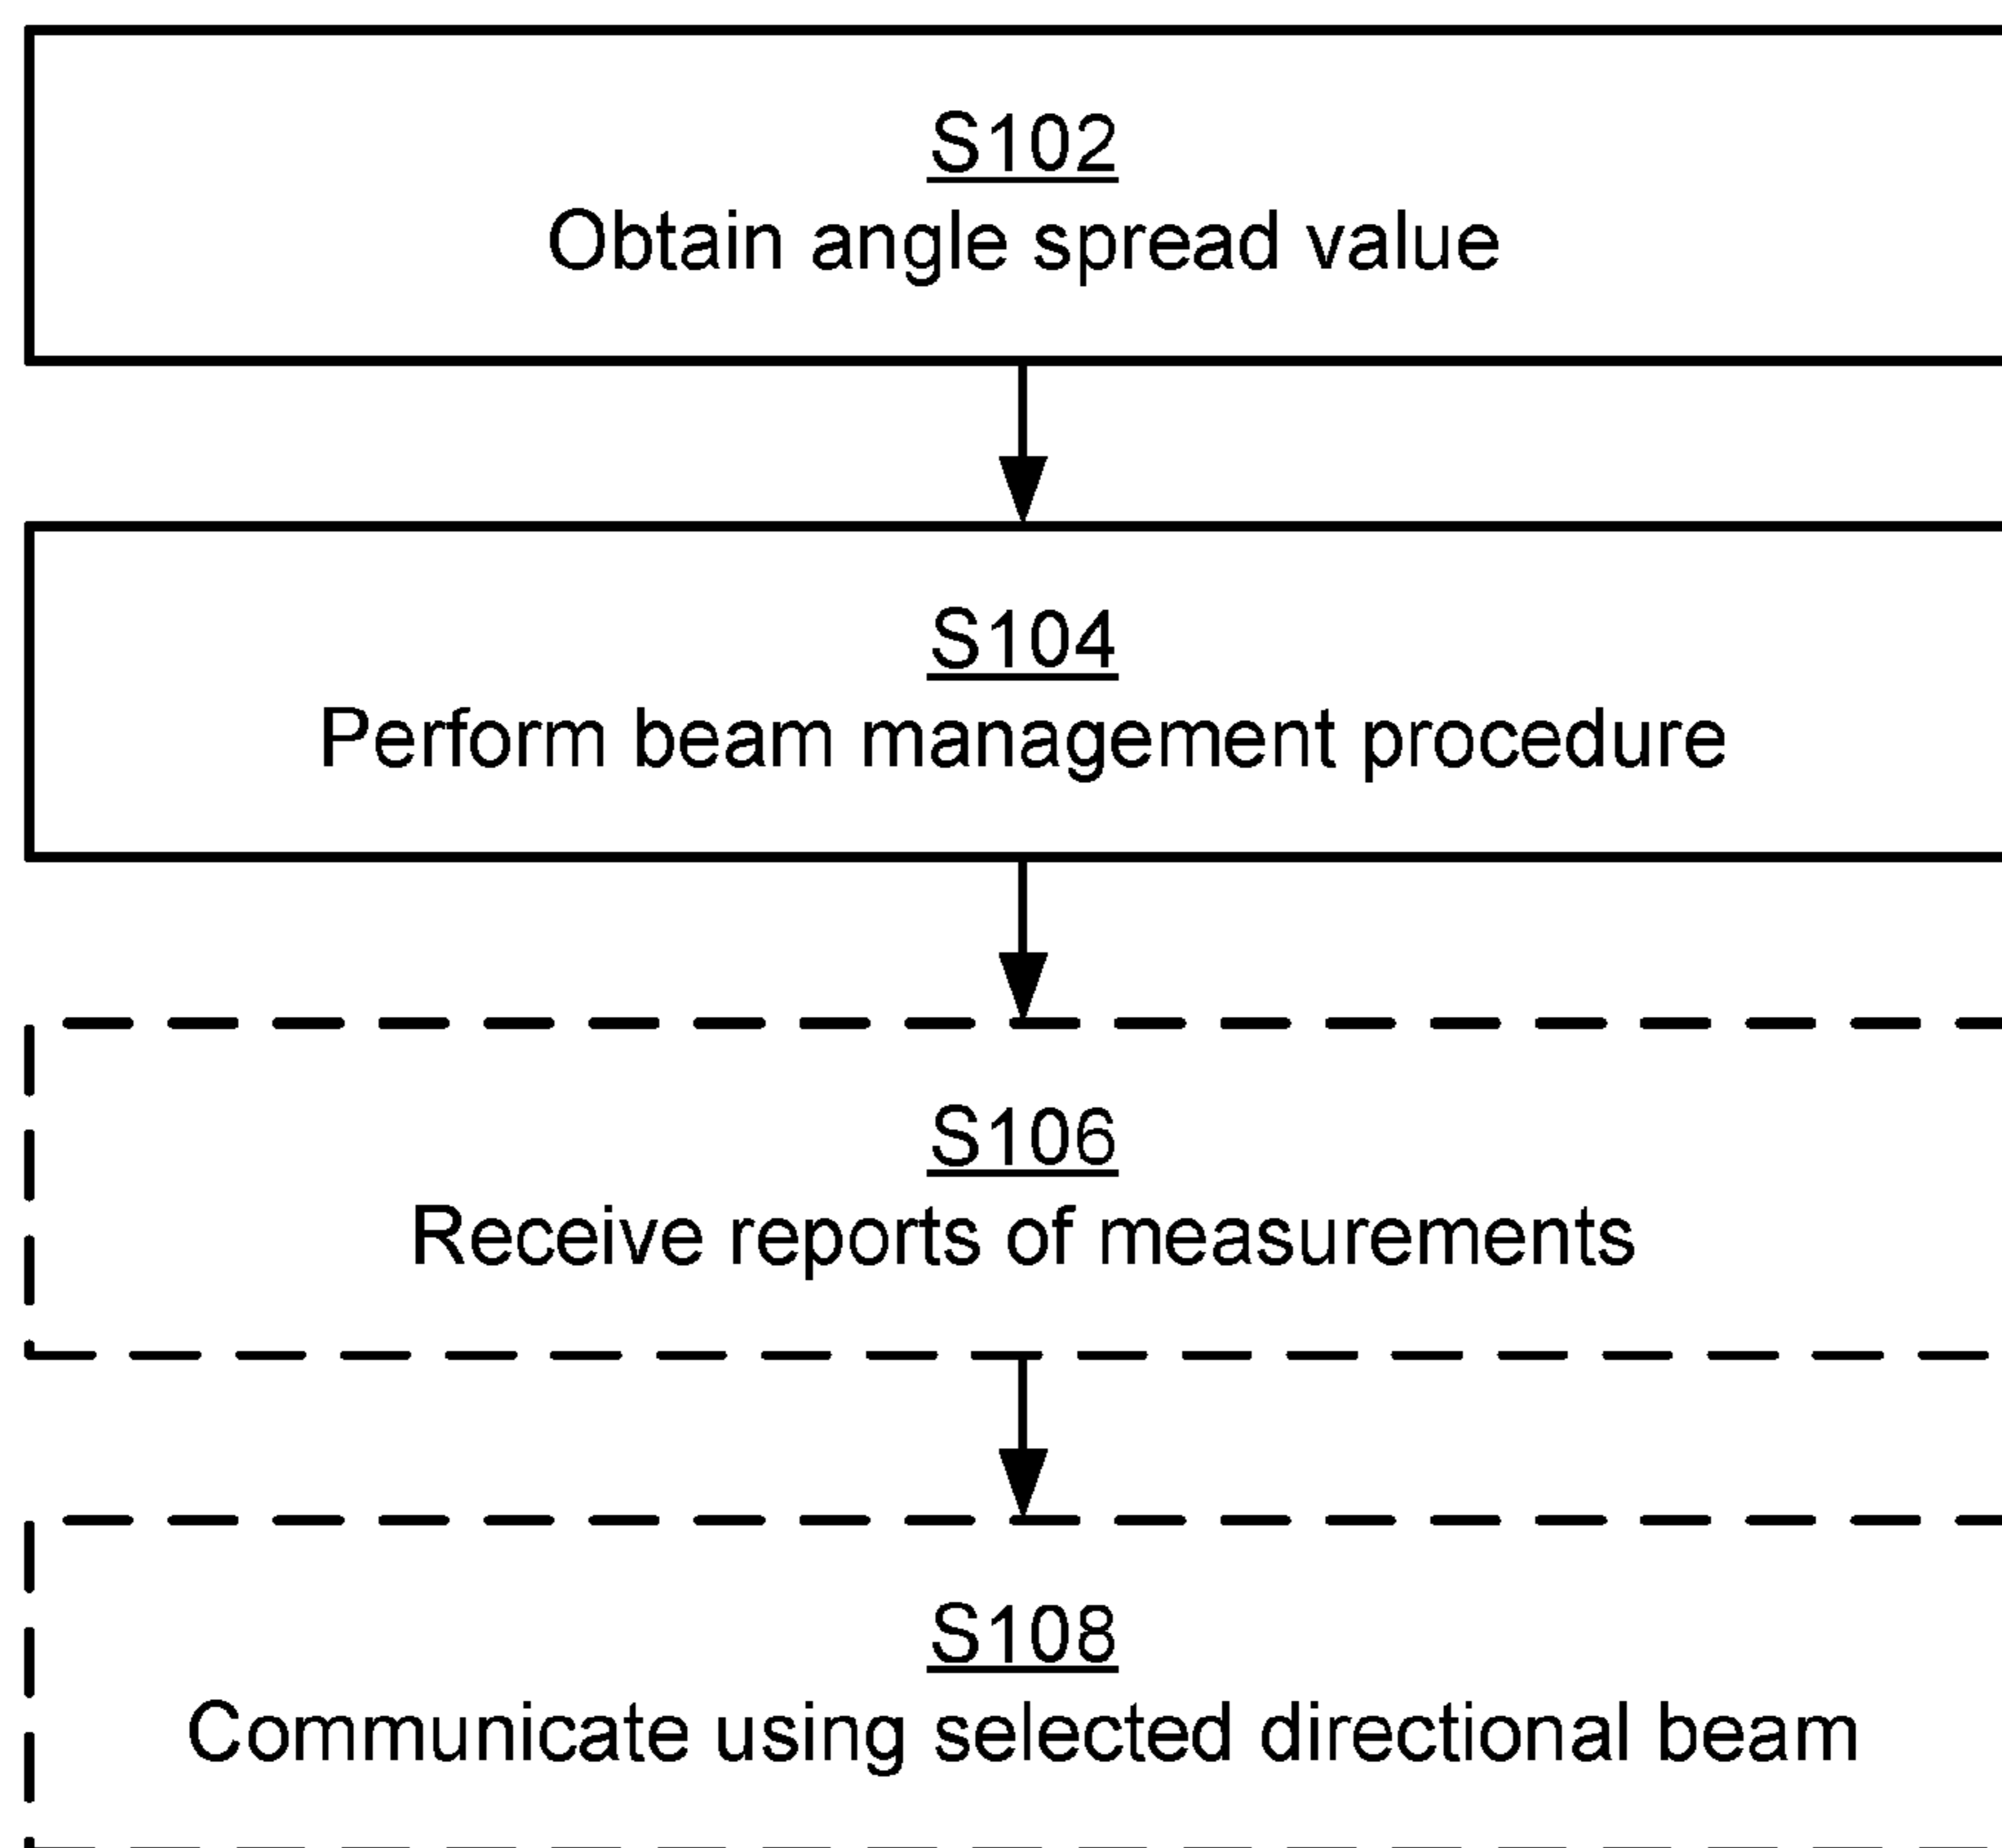 S102
Obtain angle spread value
S104
Perform beam management procedure
S106
Receive reports of measurements
S108
Communicate using selected directional beam